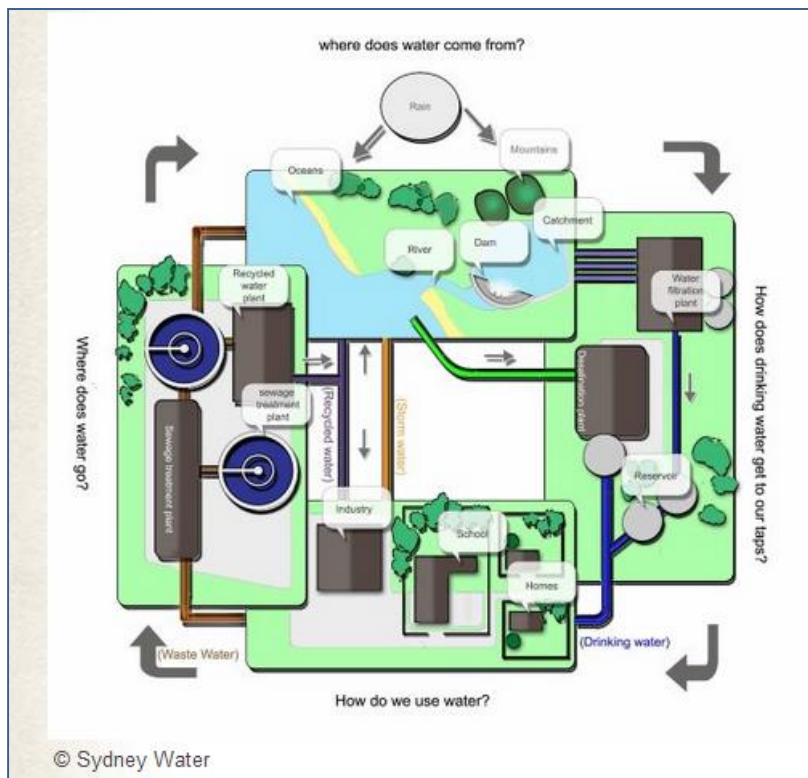 where does water come from?
Rain
Oceans
Mountains
Catchment
River
Dam
Recycled
water
plant
Water
filtration
plant
How does drinking water get to our taps?
Where does water go?
sewage
treatment
plant
Sewage treatment plant
(Recycled water)
(Storm water)
Desalination plant
Reservoir
Industry
School
Homes
(Waste Water)
(Drinking water)
How do we use water?
© Sydney Water